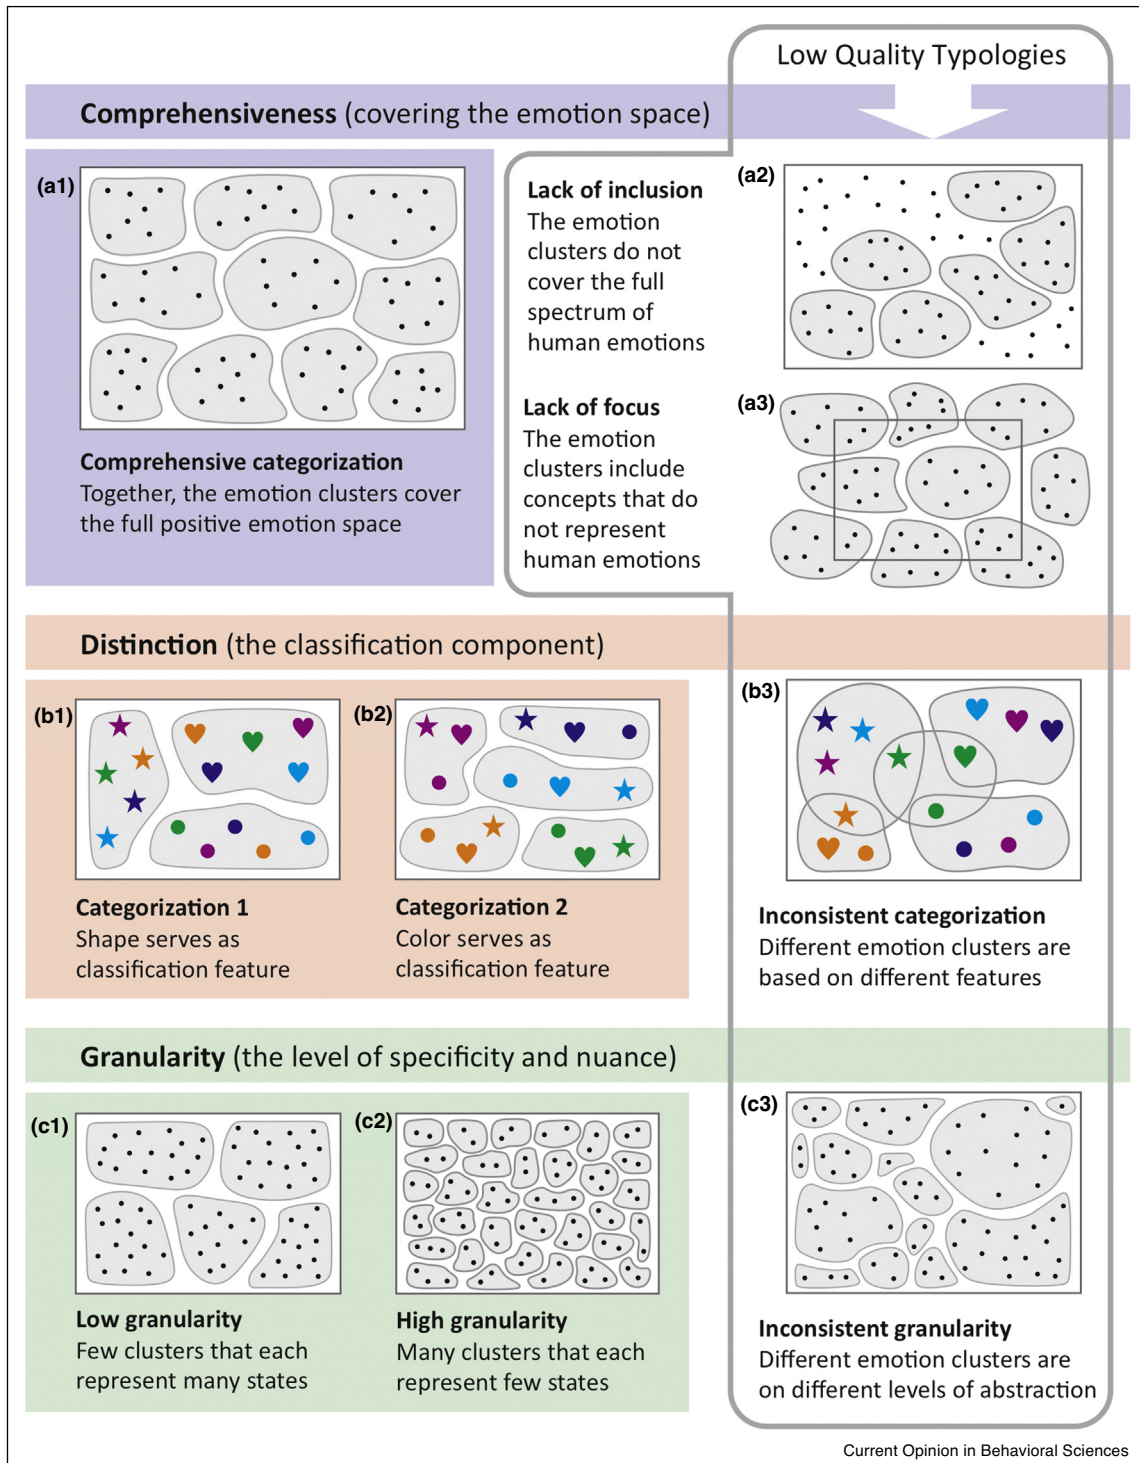 Low Quality Typologies
Comprehensiveness (covering the emotion space)
(a1)
Comprehensive categorization
Together, the emotion clusters cover
the full positive emotion space
Lack of inclusion
The emotion
clusters do not
cover the full
spectrum of
human emotions
(a2)
Lack of focus
The emotion
clusters include
concepts that do
not represent
human emotions
(a3)
Distinction (the classification component)
(b1)
Categorization 1
Shape serves as
classification feature
(b2)
Categorization 2
Color serves as
classification feature
(b3)
Inconsistent categorization
Different emotion clusters are
based on different features
Granularity (the level of specificity and nuance)
(c1)
Low granularity
Few clusters that each
represent many states
(c2)
High granularity
Many clusters that each
represent few states
(c3)
Inconsistent granularity
Different emotion clusters are
on different levels of abstraction
Current Opinion in Behavioral Sciences